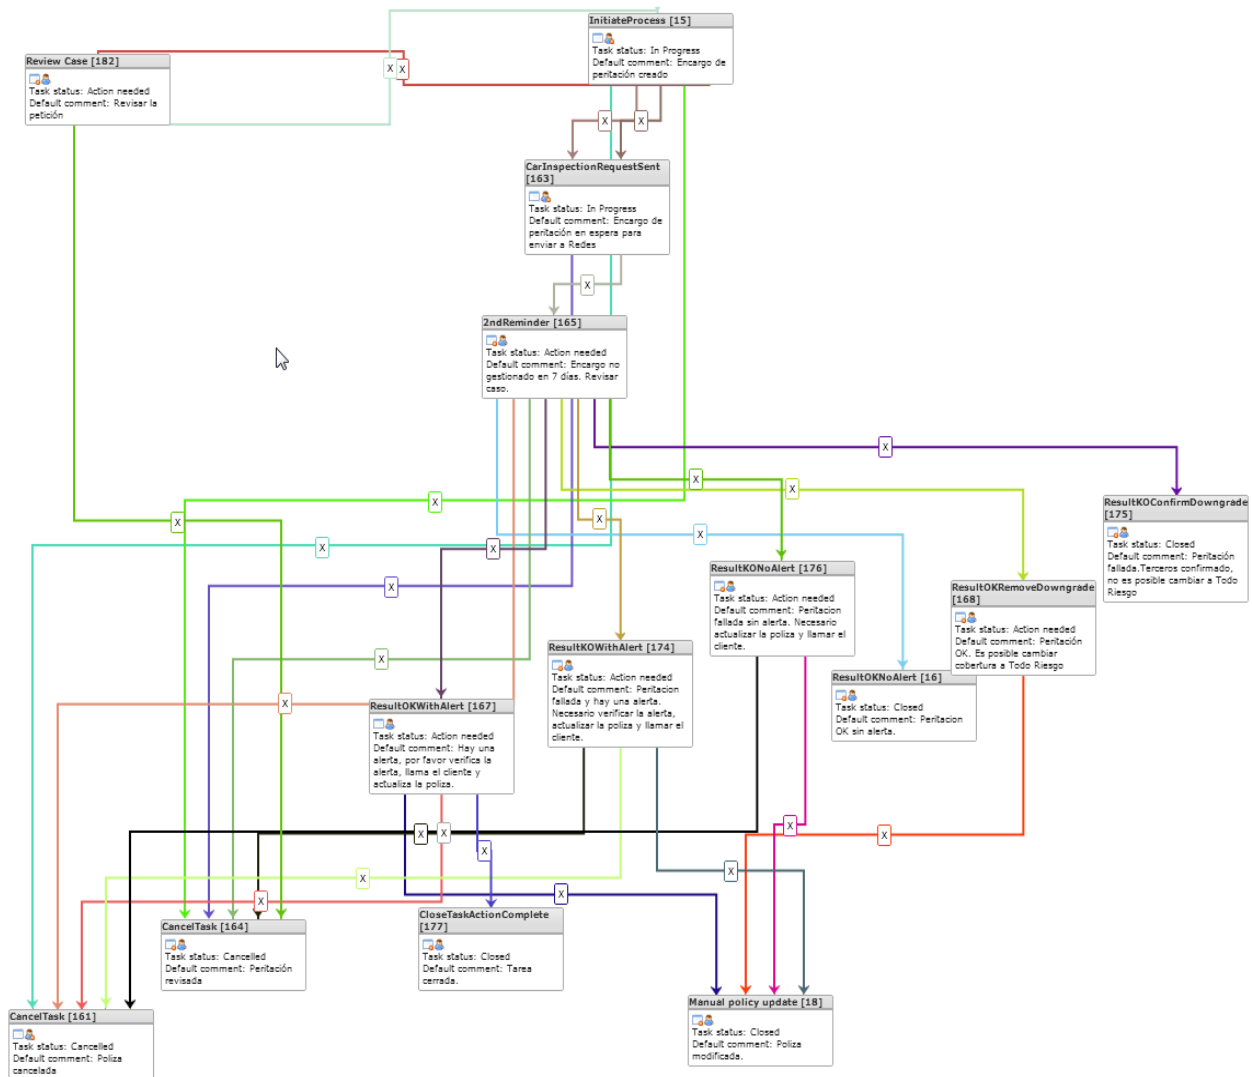 InitiateProcess [15]
Task status: In Progress
Default comment: Encargo de
peritación creado
Review Case [182]
Task status: Action needed
Default comment: Revisar la
petición
X
X
X
X
CarInspectionRequestSent
[163]
Task status: In Progress
Default comment: Encargo de
peritación en espera para
enviar a Redes
X
2ndReminder [165]
Task status: Action needed
Default comment: Encargo no
gestionado en 7 días. Revisar
caso.
X
X
X
X
X
X
X
X
X
X
X
X
ResultKOConfirmDowngrade
[175]
Task status: Closed
Default comment: Peritación
fallada.Terceros confirmado,
no es posible cambiar a Todo
Riesgo
ResultKONoAlert [176]
Task status: Action needed
Default comment: Peritacion
fallada sin alerta. Necesario
actualizar la poliza y llamar el
cliente.
ResultOKRemoveDowngrade
[168]
Task status: Action needed
Default comment: Peritación
OK. Es posible cambiar
cobertura a Todo Riesgo
ResultKOWithAlert [174]
Task status: Action needed
Default comment: Peritacion
fallada y hay una alerta.
Necesario verificar la alerta,
actualizar la poliza y llamar el
cliente.
ResultOKNoAlert [16]
Task status: Closed
Default comment: Peritacion
OK sin alerta.
ResultOKWithAlert [167]
Task status: Action needed
Default comment: Hay una
alerta, por favor verifica la
alerta, llama el cliente y
actualiza la poliza.
X
X
X
X
X
X
X
X
X
X
CancelTask [164]
Task status: Cancelled
Default comment: Peritación
revisada
CloseTaskActionComplete
[177]
Task status: Closed
Default comment: Tarea
cerrada.
Manual policy update [18]
Task status: Closed
Default comment: Poliza
modificada.
CancelTask [161]
Task status: Cancelled
Default comment: Poliza
cancelada